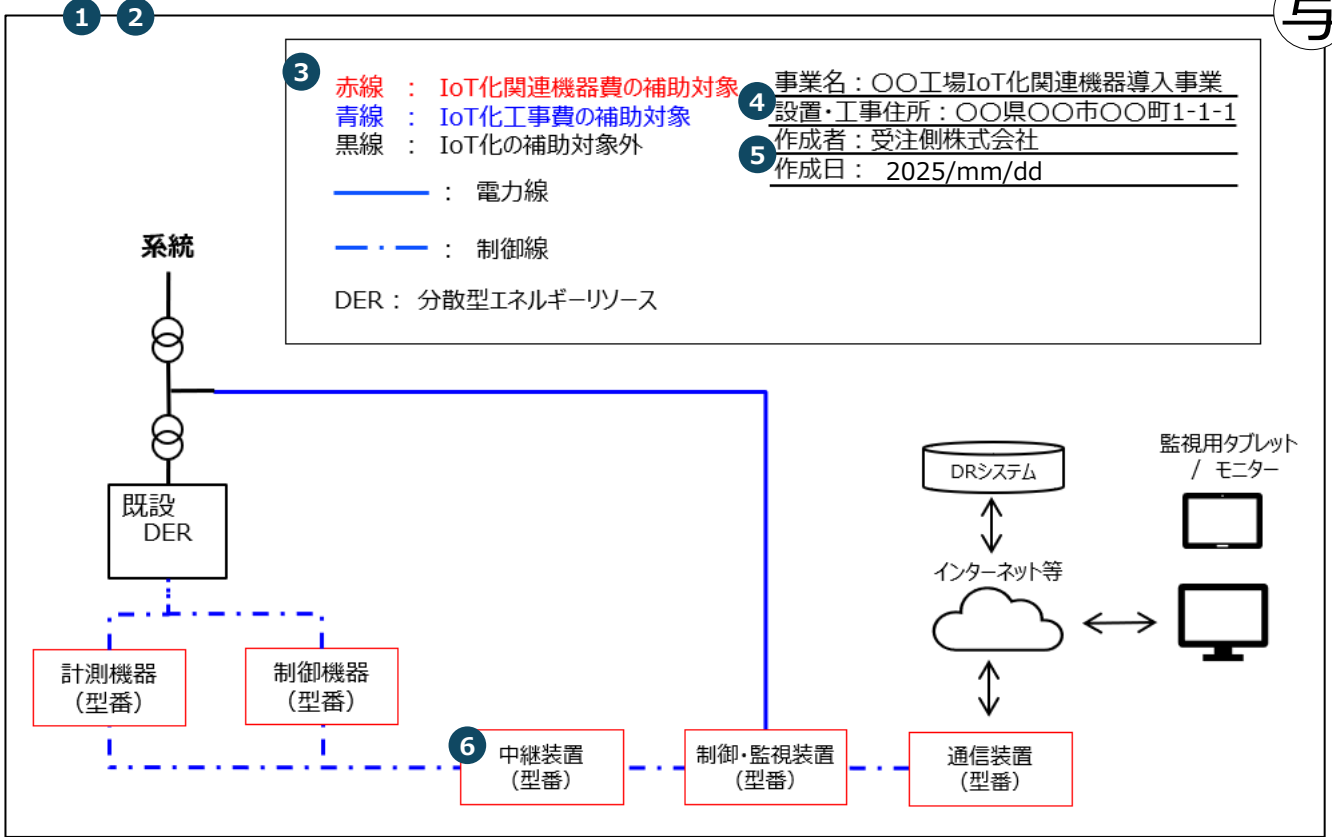 1 2
写
3
赤線 ： IoT化関連機器費の補助対象
青線 ： IoT化工事費の補助対象
黒線 ： IoT化の補助対象外
： 電力線
： 制御線
DER： 分散型エネルギーリソース
事業名：〇〇工場IoT化関連機器導入事業
4
設置・工事住所：〇〇県〇〇市〇〇町1-1-1
作成者：受注側株式会社
5
作成日： 2025/mm/dd
系統
既設
DER
DRシステム
監視用タブレット
/ モニター
インターネット等
計測機器
（型番）
制御機器
（型番）
6
中継装置
（型番）
制御・監視装置
（型番）
通信装置
（型番）